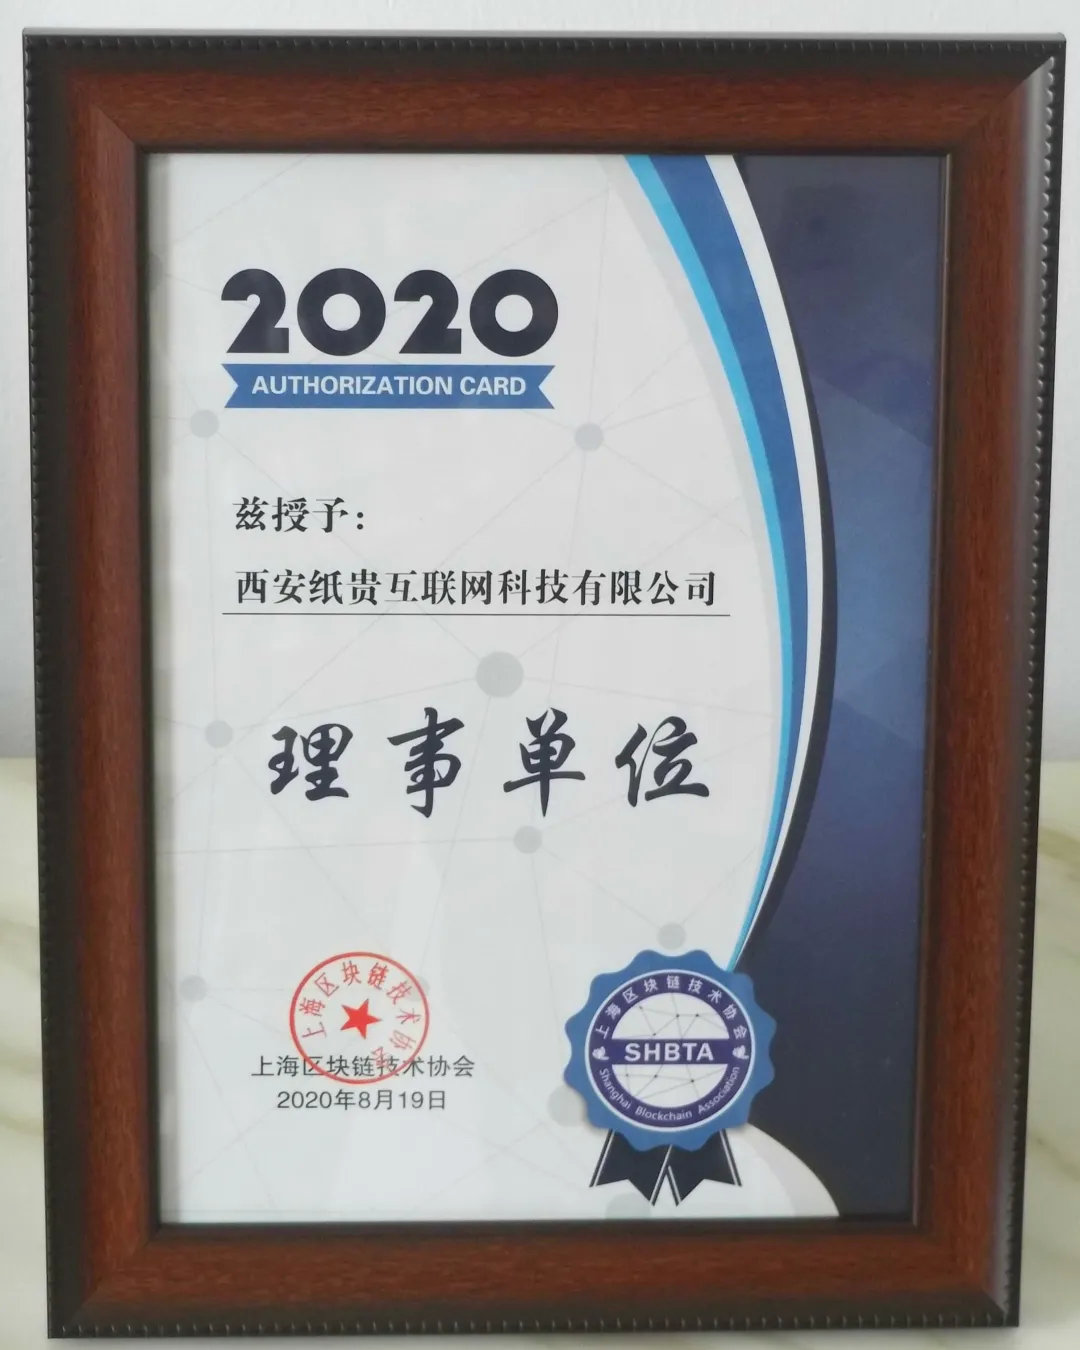 2020
AUTHORIZATION CARD
兹授予：
西安纸贵互联网科技有限公司
理事单位
上海区块链技术协会
上海区块链技术协会
2020年8月19日
上海区块链技术协会
SHBTA
Shanghai Blockchain Association